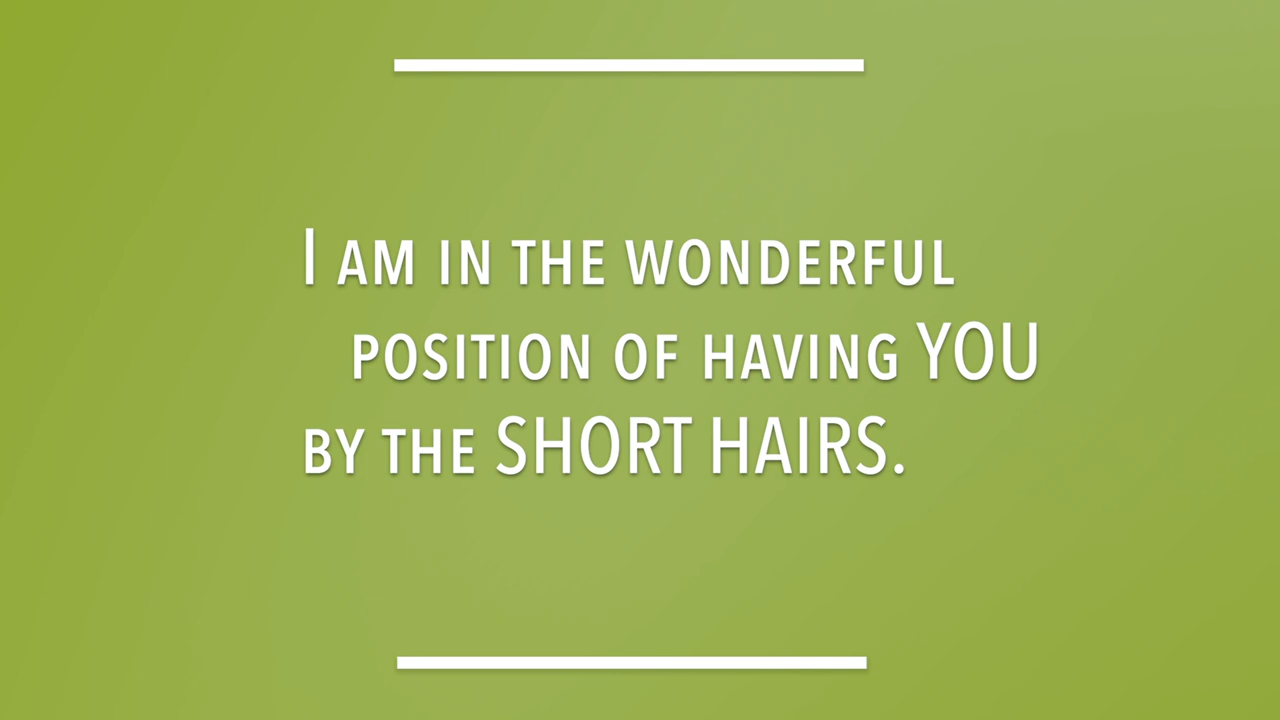 I am in the wonderful
position of having YOU
by the SHORT HAIRS.